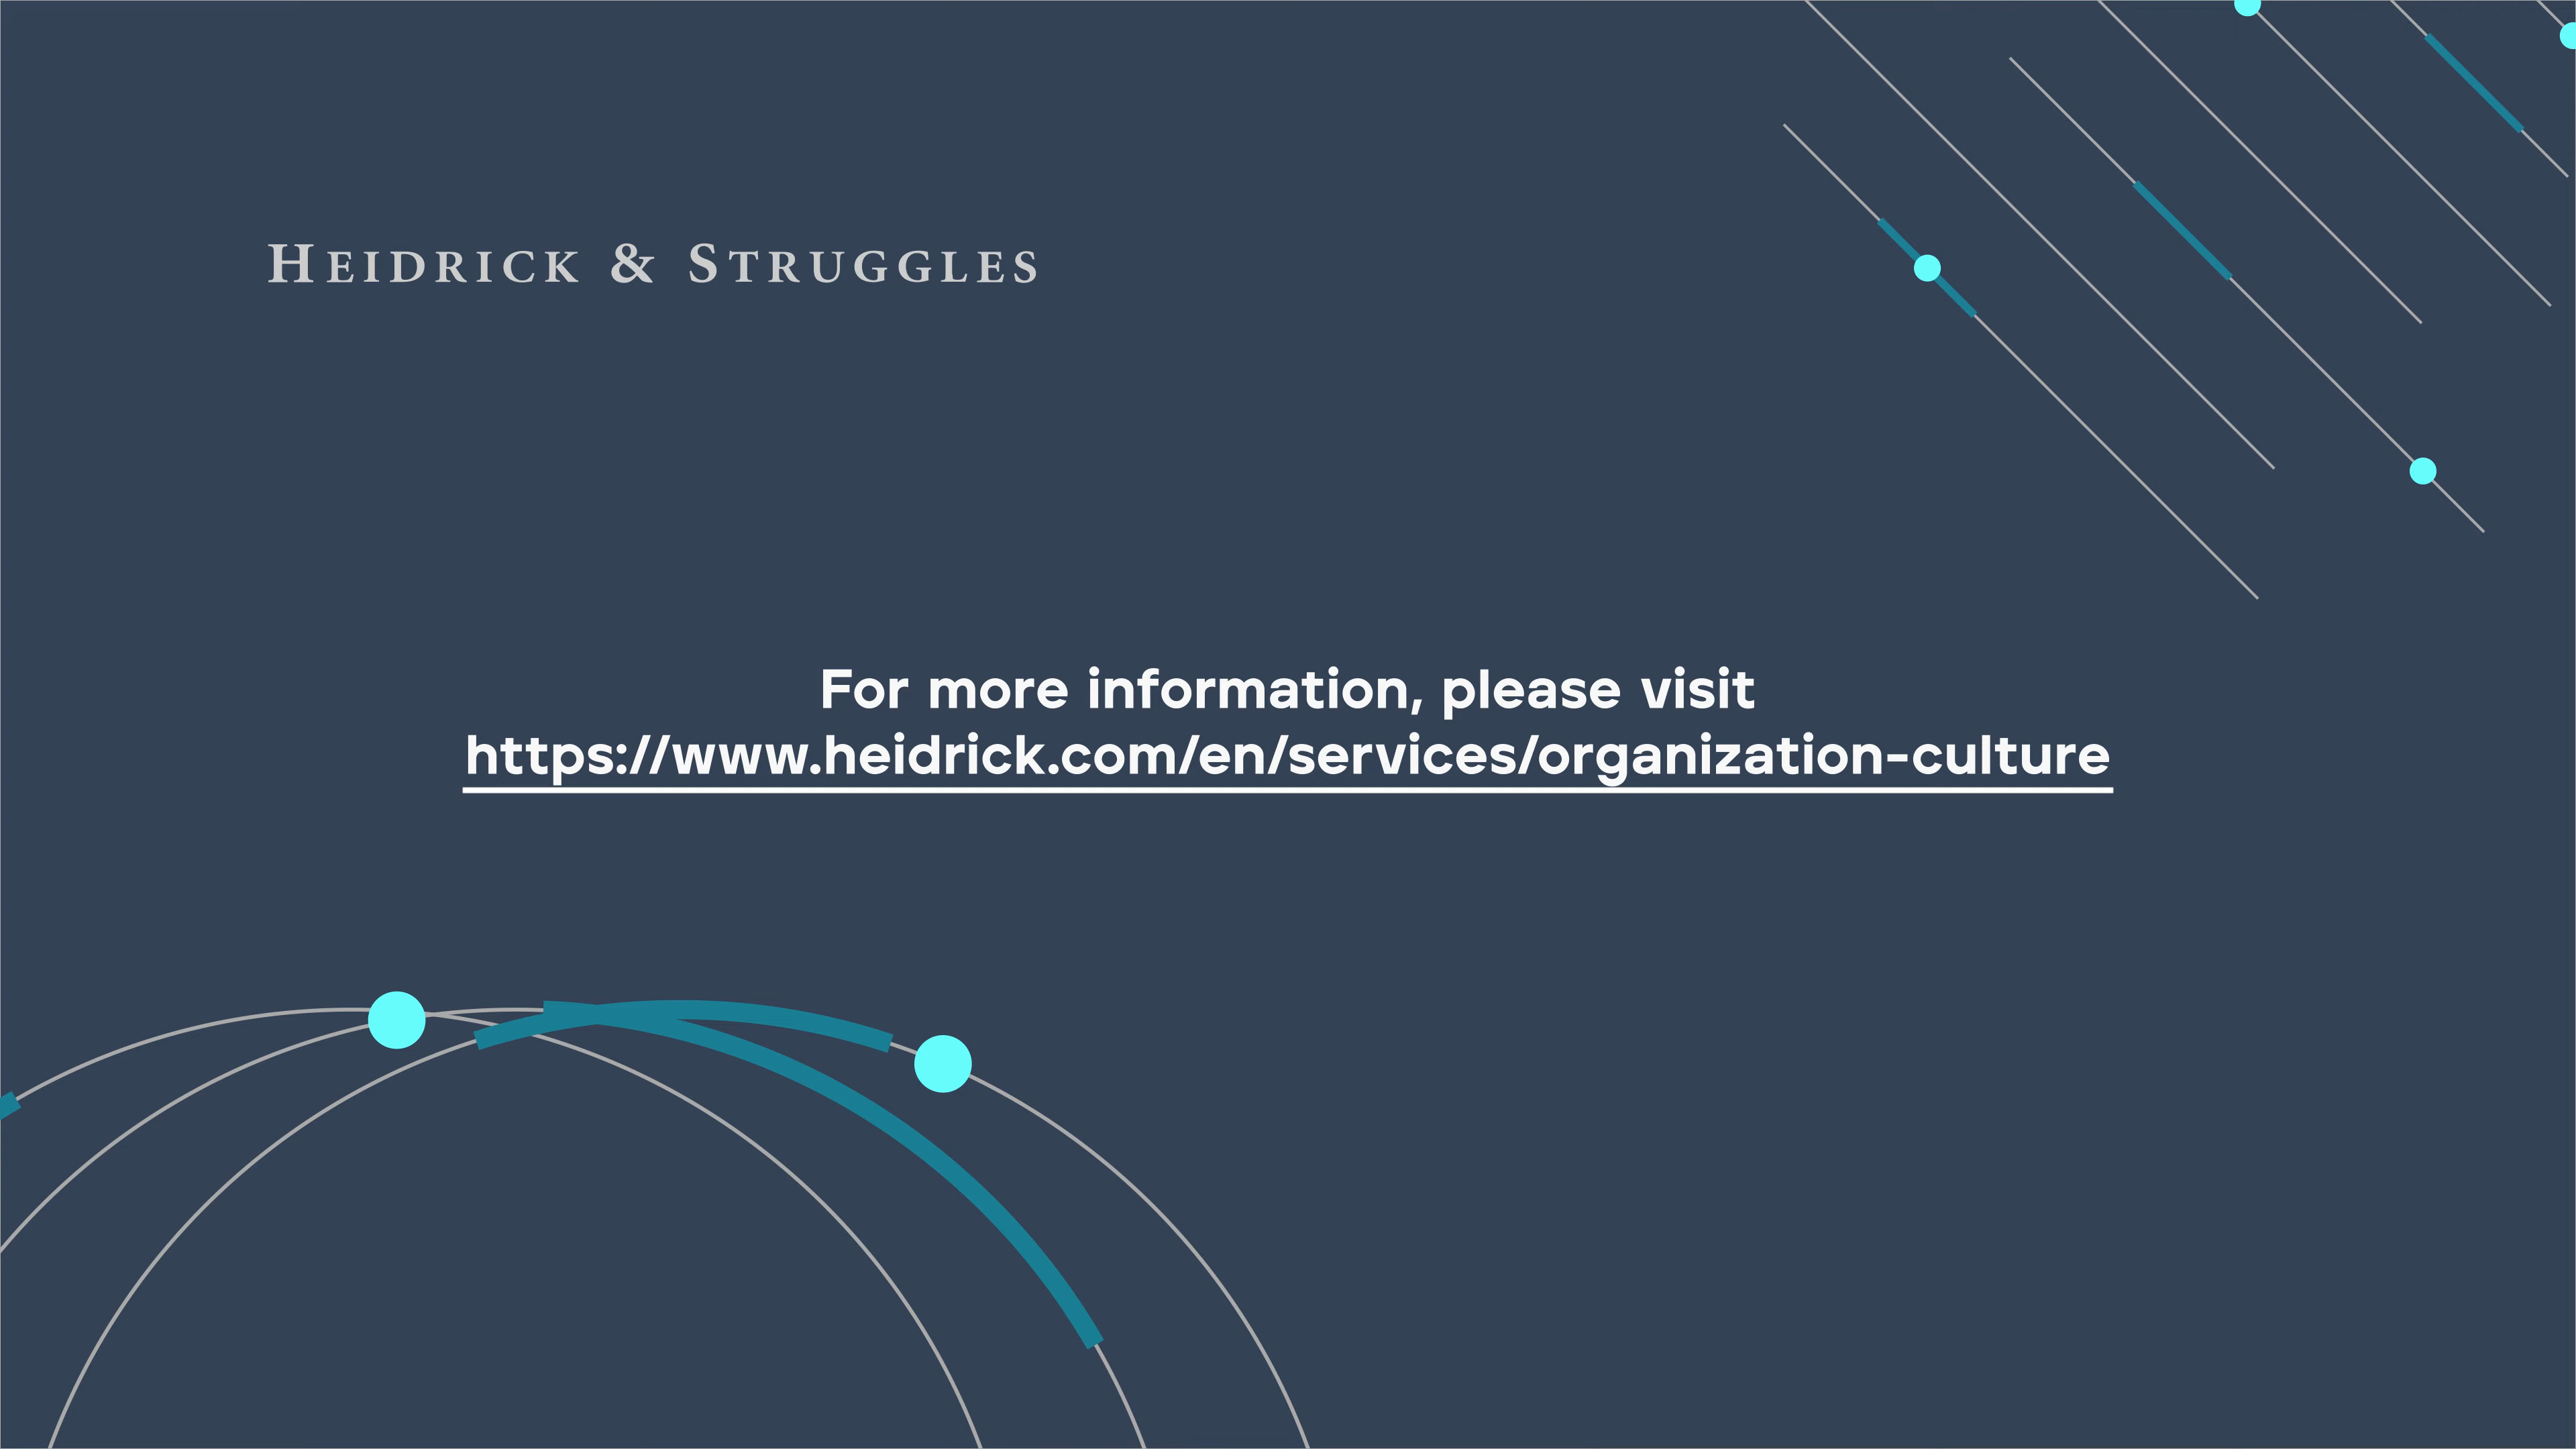 HEIDRICK & STRUGGLES
For more information, please visit
https://www.heidrick.com/en/services/organization-culture